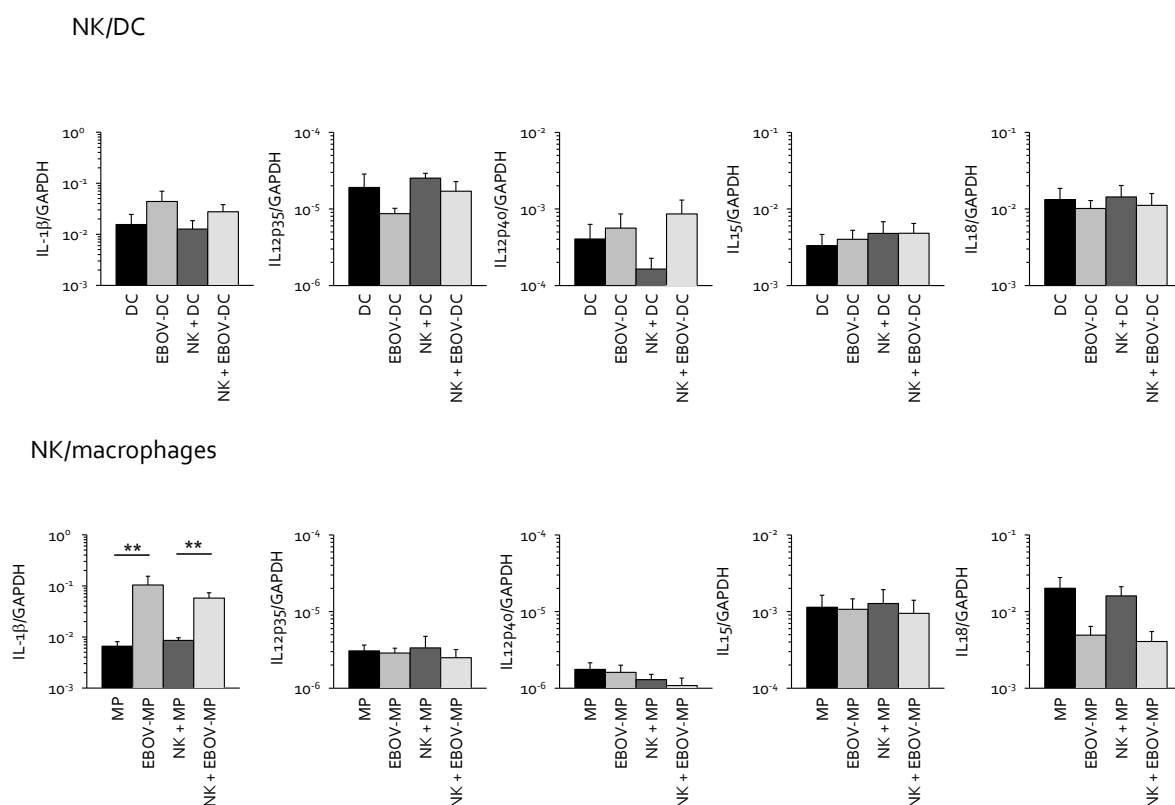 NK/DC
IL-1β/GAPDH
10⁰
10⁻¹
10⁻²
10⁻³
DC
EBOV-DC
NK + DC
NK + EBOV-DC
IL12p35/GAPDH
10⁻⁴
10⁻⁵
10⁻⁶
DC
EBOV-DC
NK + DC
NK + EBOV-DC
IL12p40/GAPDH
10⁻²
10⁻³
10⁻⁴
DC
EBOV-DC
NK + DC
NK + EBOV-DC
IL15/GAPDH
10⁻¹
10⁻²
10⁻³
DC
EBOV-DC
NK + DC
NK + EBOV-DC
IL18/GAPDH
10⁻¹
10⁻²
10⁻³
DC
EBOV-DC
NK + DC
NK + EBOV-DC
NK/macrophages
IL-1β/GAPDH
10⁰
10⁻¹
10⁻²
10⁻³
** **
MP
EBOV-MP
NK + MP
NK + EBOV-MP
IL12p35/GAPDH
10⁻⁴
10⁻⁵
10⁻⁶
MP
EBOV-MP
NK + MP
NK + EBOV-MP
IL12p40/GAPDH
10⁻⁴
10⁻⁵
10⁻⁶
MP
EBOV-MP
NK + MP
NK + EBOV-MP
IL15/GAPDH
10⁻²
10⁻³
10⁻⁴
MP
EBOV-MP
NK + MP
NK + EBOV-MP
IL18/GAPDH
10⁻¹
10⁻²
10⁻³
MP
EBOV-MP
NK + MP
NK + EBOV-MP